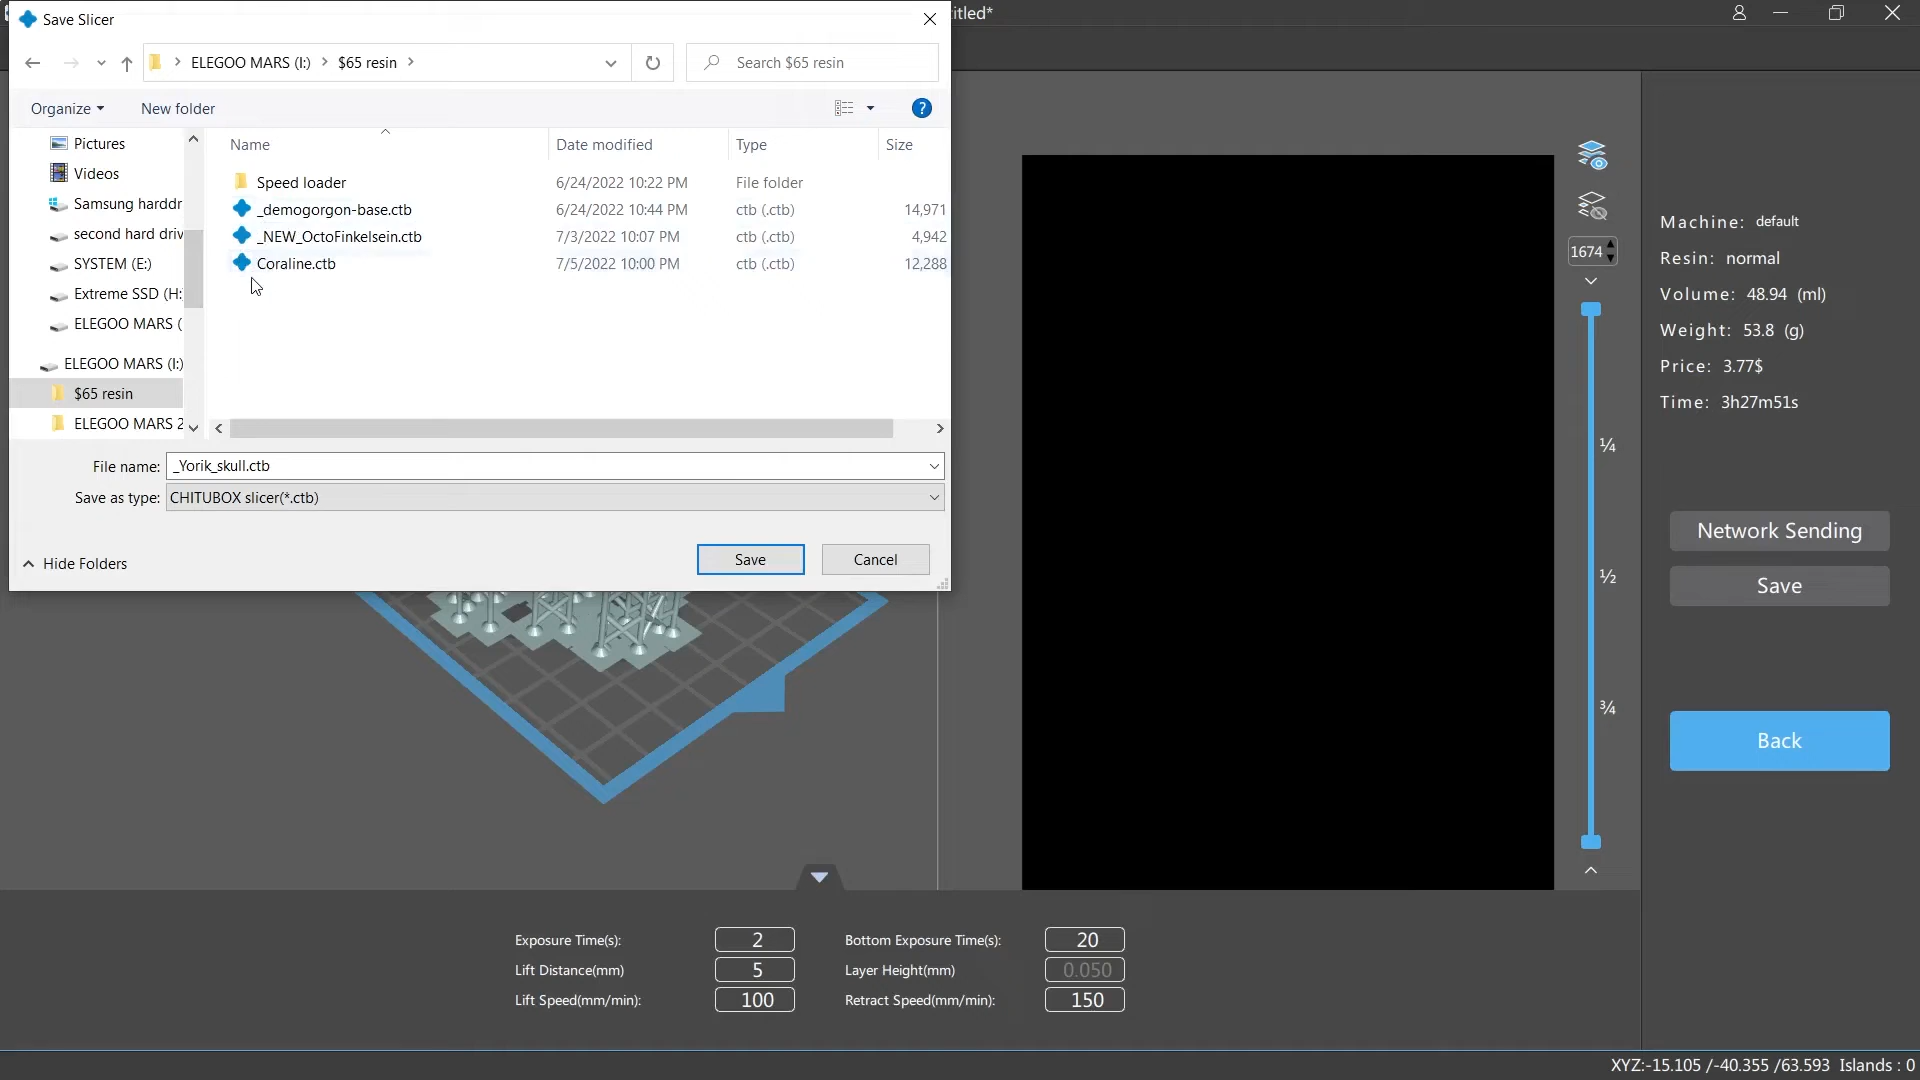 Save Slicer
itled*
ELEGOO MARS (I:) > $65 resin >
Search $65 resin
Organize
New folder
Pictures
Videos
Samsung harddr
second hard driv
SYSTEM (E:)
Extreme SSD (H:
ELEGOO MARS (
ELEGOO MARS (I:)
$65 resin
ELEGOO MARS 2
Name Date modified Type Size
Speed loader 6/24/2022 10:22 PM File folder
_demogorgon-base.ctb 6/24/2022 10:44 PM ctb (.ctb) 14,971
_NEW_OctoFinkelsein.ctb 7/3/2022 10:07 PM ctb (.ctb) 4,942
Coraline.ctb 7/5/2022 10:00 PM ctb (.ctb) 12,288
File name: _Yorik_skull.ctb
Save as type: CHITUBOX slicer(*.ctb)
Hide Folders
Save
Cancel
1674
¼
½
¾
Machine: default
Resin: normal
Volume: 48.94 (ml)
Weight: 53.8 (g)
Price: 3.77$
Time: 3h27m51s
Network Sending
Save
Back
Exposure Time(s): 2 Bottom Exposure Time(s): 20
Lift Distance(mm) 5 Layer Height(mm) 0.050
Lift Speed(mm/min): 100 Retract Speed(mm/min): 150
XYZ:-15.105 /-40.355 /63.593 Islands : 0